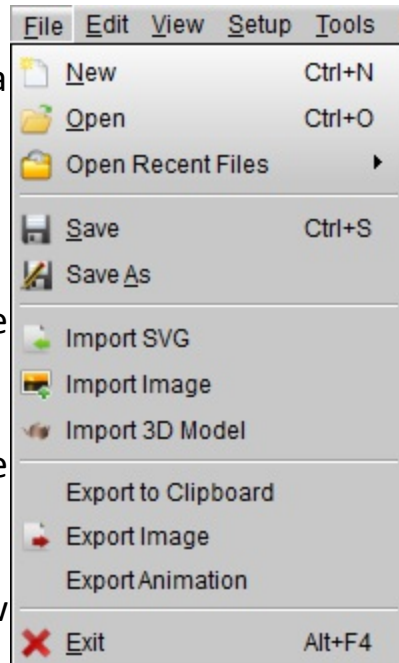 File Edit View Setup Tools
New Ctrl+N
Open Ctrl+O
Open Recent Files
Save Ctrl+S
Save As
Import SVG
Import Image
Import 3D Model
Export to Clipboard
Export Image
Export Animation
Exit Alt+F4